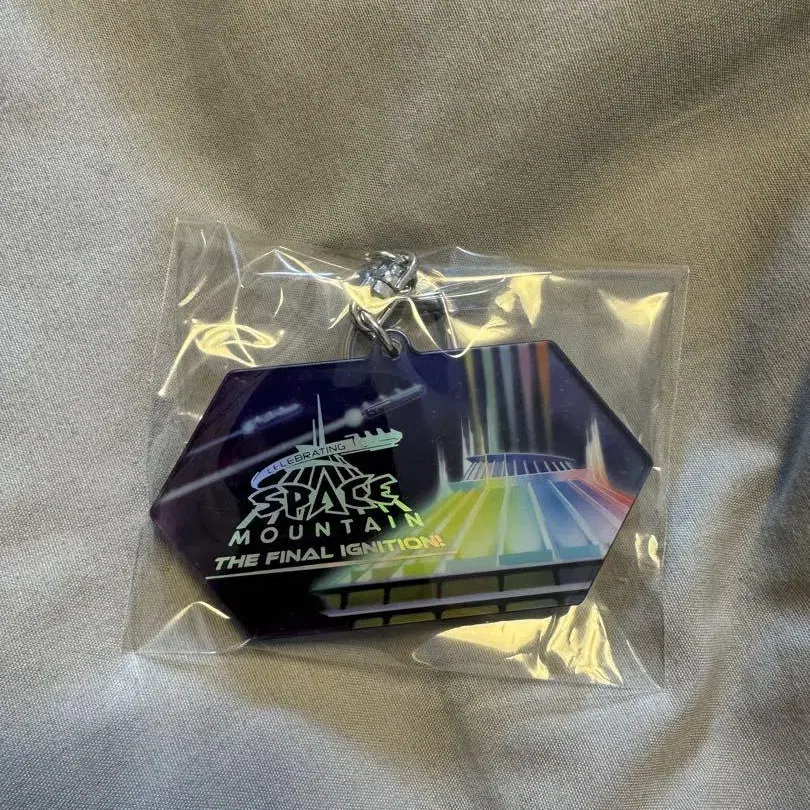 CELEBRATING
SPACE
MOUNTAIN
THE FINAL IGNITION!